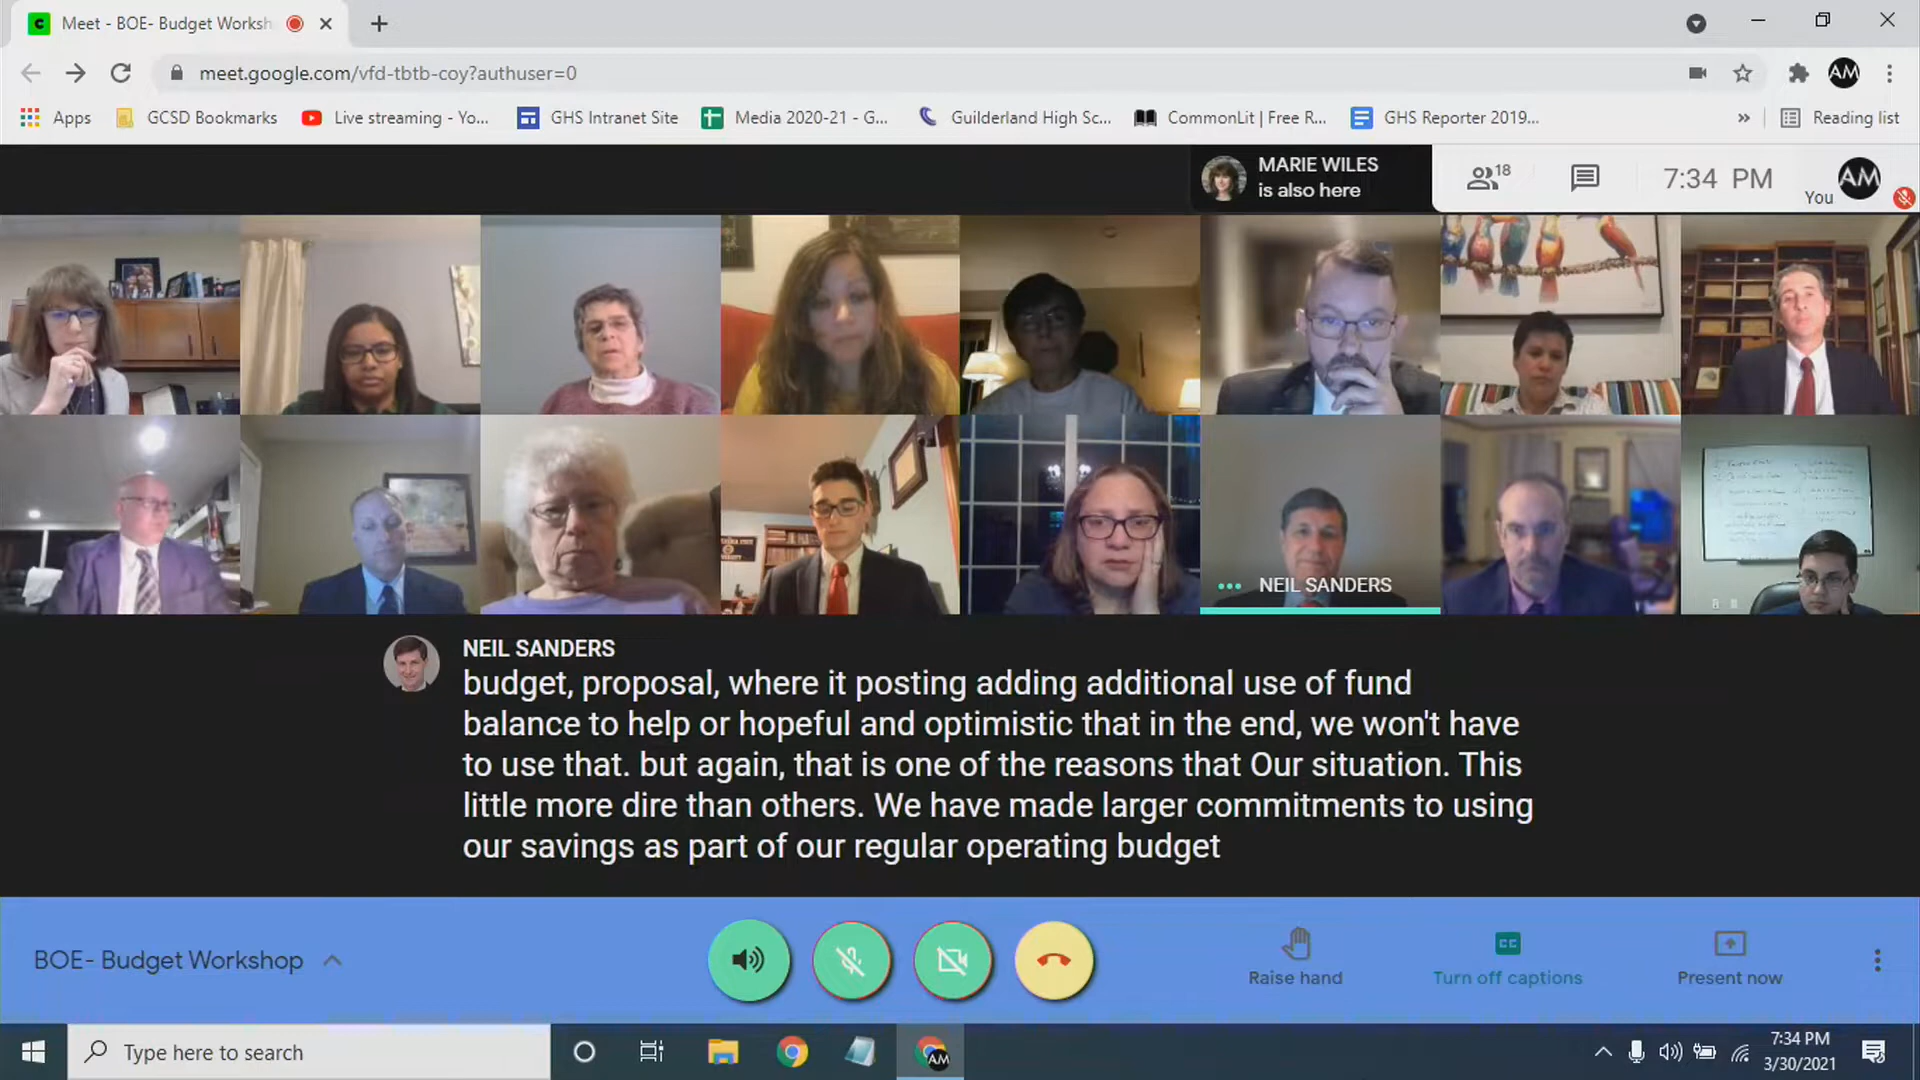 Meet - BOE- Budget Worksh
meet.google.com/vfd-tbtb-coy?authuser=0
AM
Apps
GCSD Bookmarks
Live streaming - Yo...
GHS Intranet Site
Media 2020-21 - G...
Guilderland High Sc...
CommonLit | Free R...
GHS Reporter 2019...
»
Reading list
MARIE WILES
is also here
18
7:34 PM
You
AM
NEIL SANDERS
NEIL SANDERS
budget, proposal, where it posting adding additional use of fund
balance to help or hopeful and optimistic that in the end, we won't have
to use that. but again, that is one of the reasons that Our situation. This
little more dire than others. We have made larger commitments to using
our savings as part of our regular operating budget
BOE- Budget Workshop
Raise hand
CC
Turn off captions
Present now
Type here to search
AM
7:34 PM
3/30/2021